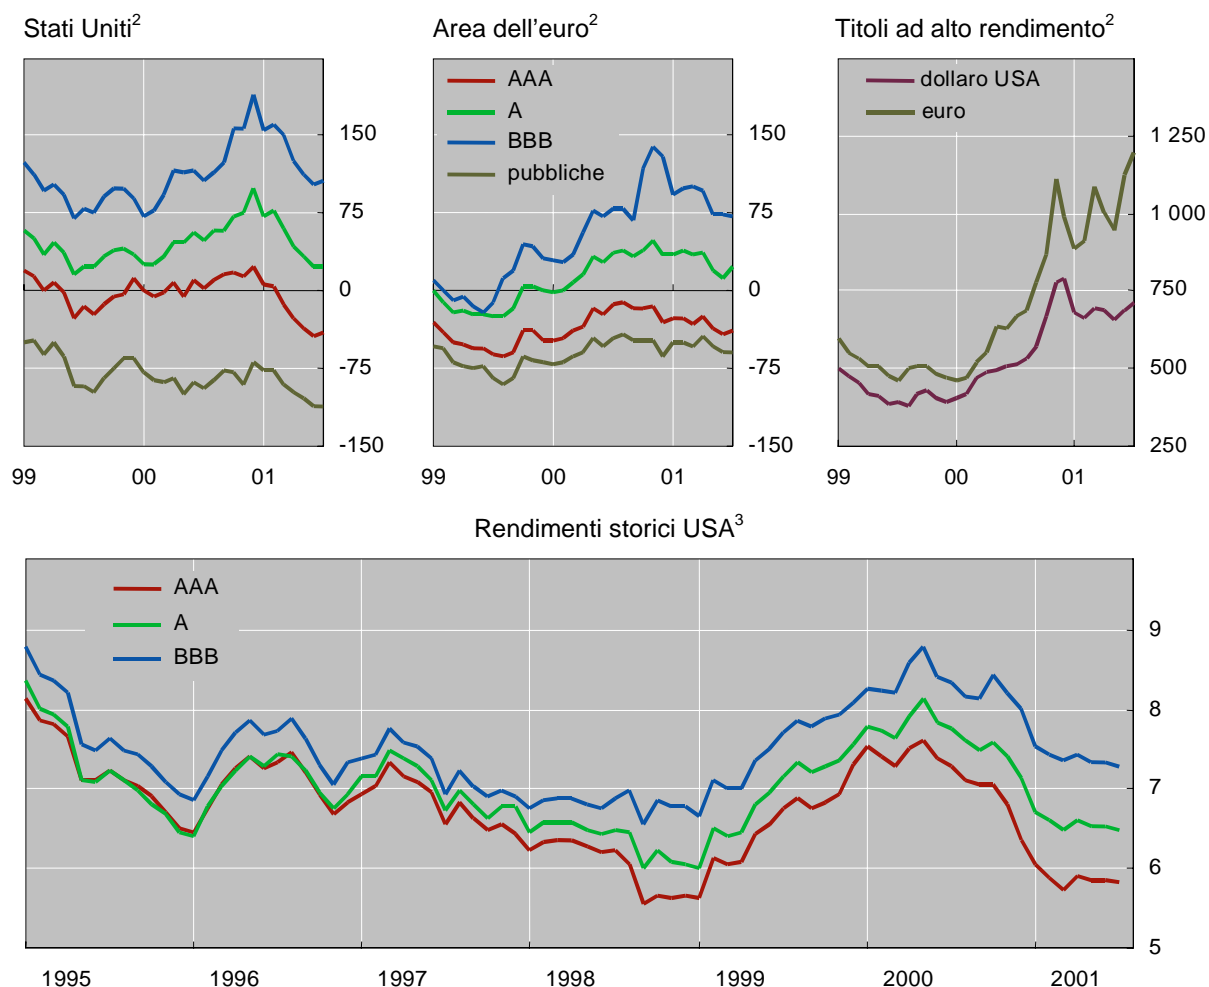 Stati Uniti2
Area dell'euro2
Titoli ad alto rendimento2
AAA
A
BBB
pubbliche
dollaro USA
euro
150
75
0
-75
-150
150
75
0
-75
-150
1 250
1 000
750
500
250
99 00 01
99 00 01
99 00 01
Rendimenti storici USA3
AAA
A
BBB
9
8
7
6
5
1995 1996 1997 1998 1999 2000 2001